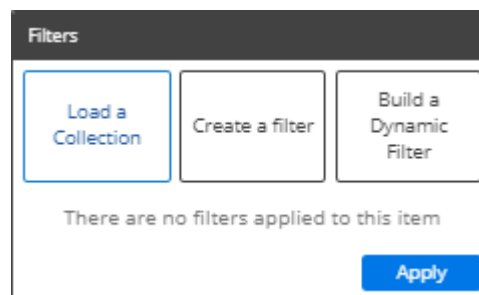 Filters
Load a
Collection
Create a filter
Build a
Dynamic
Filter
There are no filters applied to this item
Apply